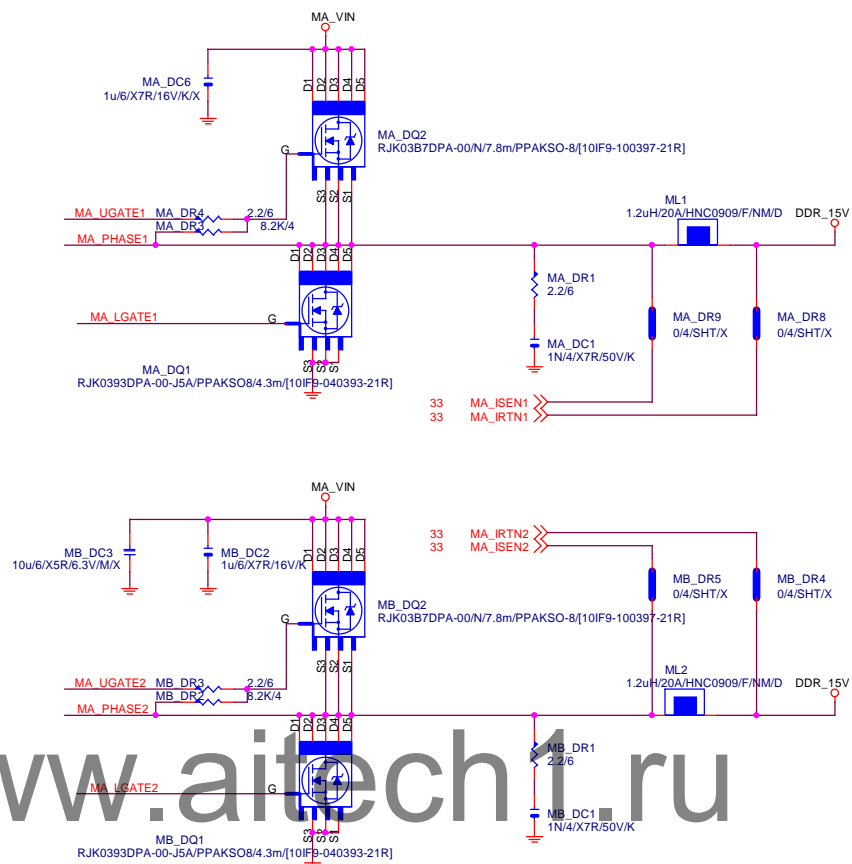 MA_VIN
MA_DC6
1u/6/X7R/16V/K/X
D1
D2
D3
D4
D5
MA_DQ2
RJK03B7DPA-00/N/7.8m/PPAKSO-8/[10IF9-100397-21R]
G
S3
S2
S1
MA_UGATE1 MA_DR4 2.2/6
MA_DR3 8.2K/4
MA_PHASE1
ML1
1.2uH/20A/HNC0909/F/NM/D DDR_15V
D1
D2
D3
D4
D5
MA_DR1
2.2/6
MA_LGATE1
G
MA_DR9
0/4/SHT/X
MA_DR8
0/4/SHT/X
MA_DC1
1N/4/X7R/50V/K
S3
S2
S1
MA_DQ1
RJK0393DPA-00-J5A/PPAKSO8/4.3m/[10IF9-040393-21R]
33 MA_ISEN1
33 MA_IRTN1
MA_VIN
MB_DC3
10u/6/X5R/6.3V/M/X
MB_DC2
1u/6/X7R/16V/K
D1
D2
D3
D4
D5
33 MA_IRTN2
33 MA_ISEN2
MB_DQ2
RJK03B7DPA-00/N/7.8m/PPAKSO-8/[10IF9-100397-21R]
MB_DR5
0/4/SHT/X
MB_DR4
0/4/SHT/X
G
S3
S2
S1
MA_UGATE2 MB_DR3 2.2/6
MB_DR2 8.2K/4
MA_PHASE2
ML2
1.2uH/20A/HNC0909/F/NM/D DDR_15V
D1
D2
D3
D4
D5
MB_DR1
2.2/6
MA_LGATE2
G
MB_DC1
1N/4/X7R/50V/K
S3
S2
S1
MB_DQ1
RJK0393DPA-00-J5A/PPAKSO8/4.3m/[10IF9-040393-21R]
www.aitech1.ru